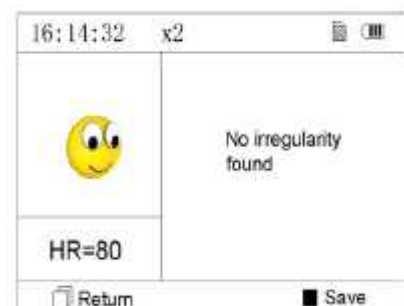 16:14:32 x2
No irregularity
found
HR=80
Return
Save